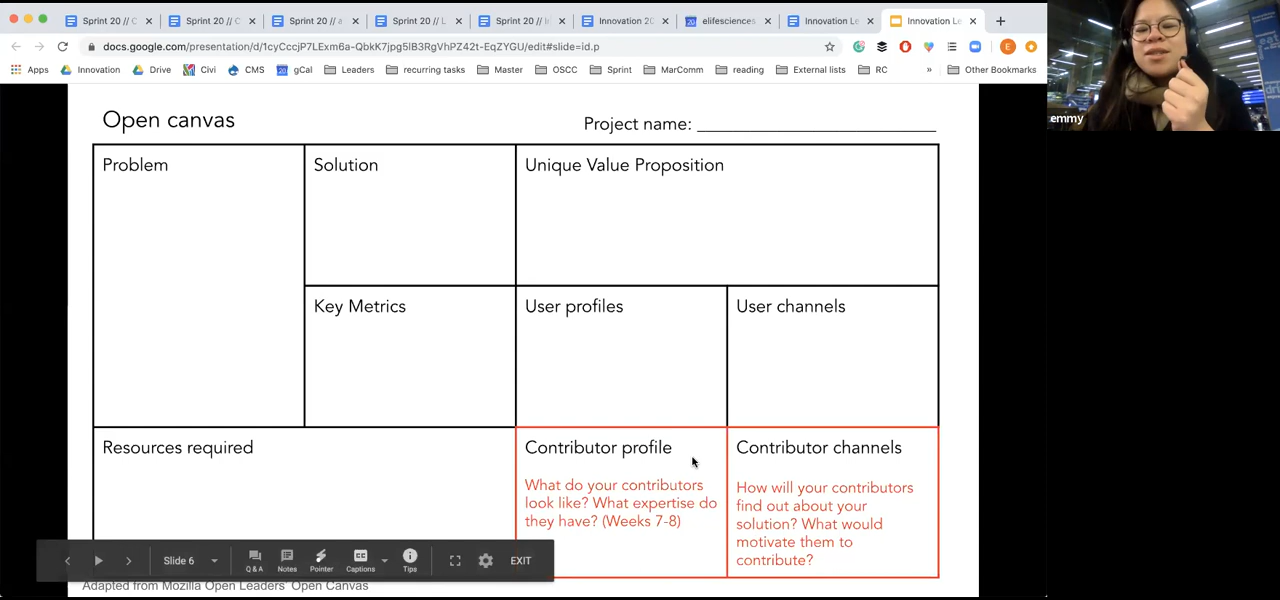 Sprint 20 // C
Sprint 20 // C
Sprint 20 // a
Sprint 20 // L
Sprint 20 // I
Innovation 20
elifesciences
Innovation Le
Innovation Le
docs.google.com/presentation/d/1cyCccjP7LExm6a-QbkK7jpg5IB3RgVhPZ42t-EqZYGU/edit#slide=id.p
E
Apps
Innovation
Drive
Civi
CMS
gCal
Leaders
recurring tasks
Master
OSCC
Sprint
MarComm
reading
External lists
RC
»
Other Bookmarks
emmy
Open canvas
Project name:
Problem
Solution
Unique Value Proposition
Key Metrics
User profiles
User channels
Resources required
Contributor profile
What do your contributors
look like? What expertise do
they have? (Weeks 7-8)
Contributor channels
How will your contributors
find out about your
solution? What would
motivate them to
contribute?
Slide 6
Q & A
Notes
Pointer
Captions
Tips
EXIT
Adapted from Mozilla Open Leaders' Open Canvas